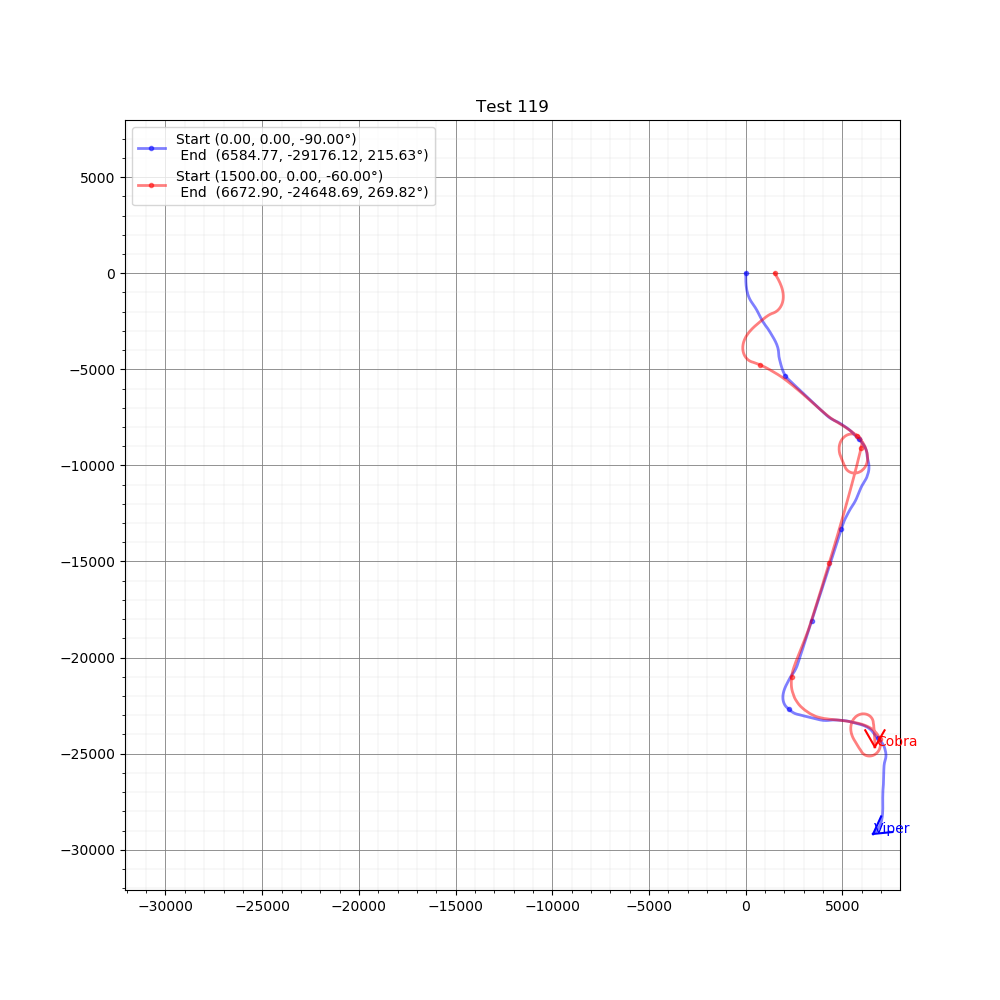 Test 119
Start (0.00, 0.00, -90.00°)
End  (6584.77, -29176.12, 215.63°)
Start (1500.00, 0.00, -60.00°)
End  (6672.90, -24648.69, 269.82°)
5000
0
−5000
−10000
−15000
−20000
−25000
−30000
Cobra
Viper
−30000 −25000 −20000 −15000 −10000 −5000 0 5000